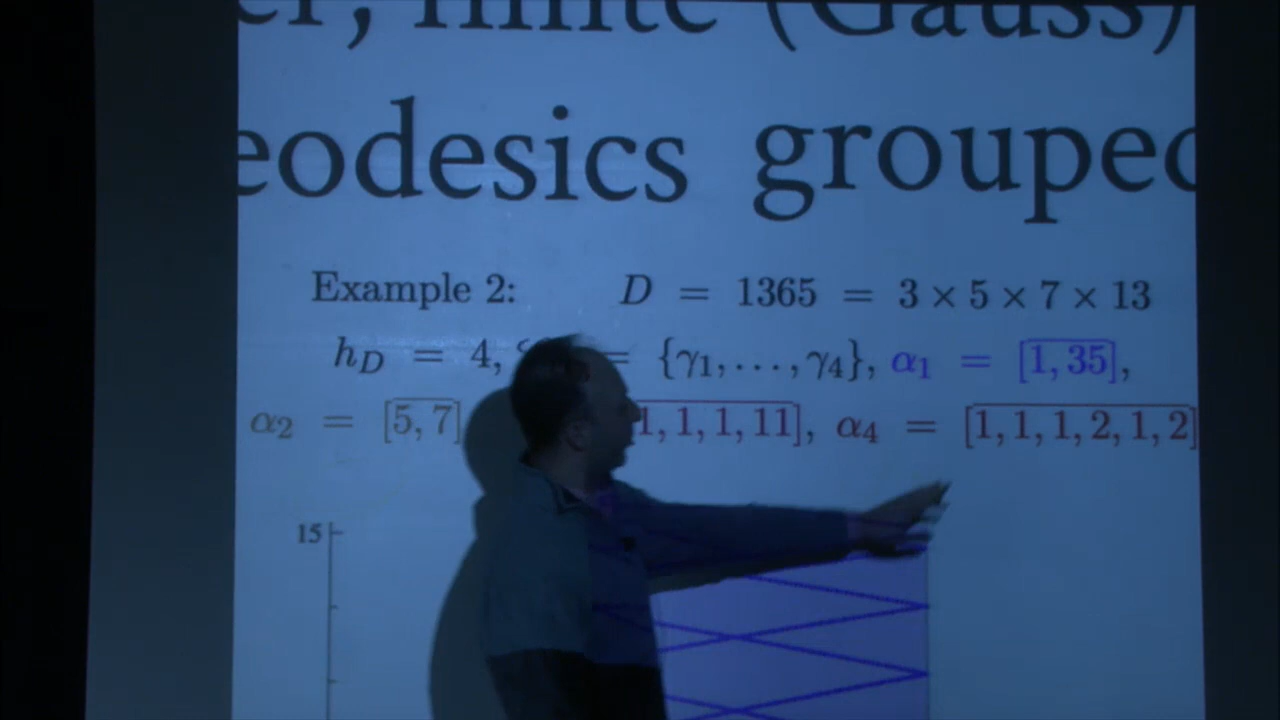 er, finite (Gauss)
eodesics grouped
Example 2: D = 1365 = 3 × 5 × 7 × 13
h_D = 4, = {γ₁, . . . , γ₄}, α₁ = [1, 35],
α₂ = [5, 7] 1, 1, 1, 11], α₄ = [1, 1, 1, 2, 1, 2]
15